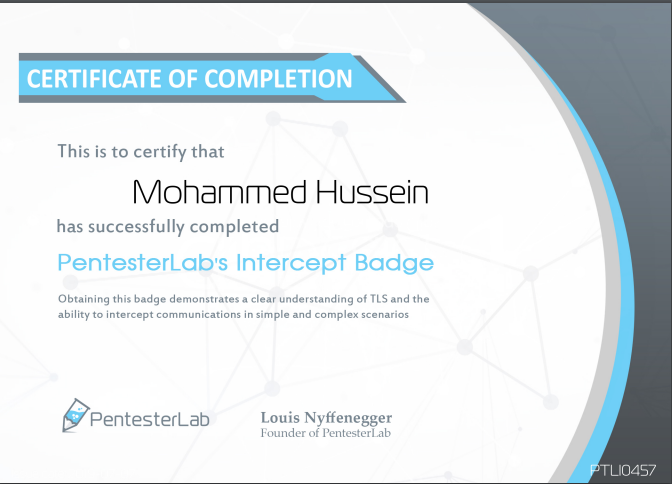 CERTIFICATE OF COMPLETION
This is to certify that
Mohammed Hussein
has successfully completed
PentesterLab's Intercept Badge
Obtaining this badge demonstrates a clear understanding of TLS and the
ability to intercept communications in simple and complex scenarios
PentesterLab
Louis Nyffenegger
Founder of PentesterLab
PTLI0457